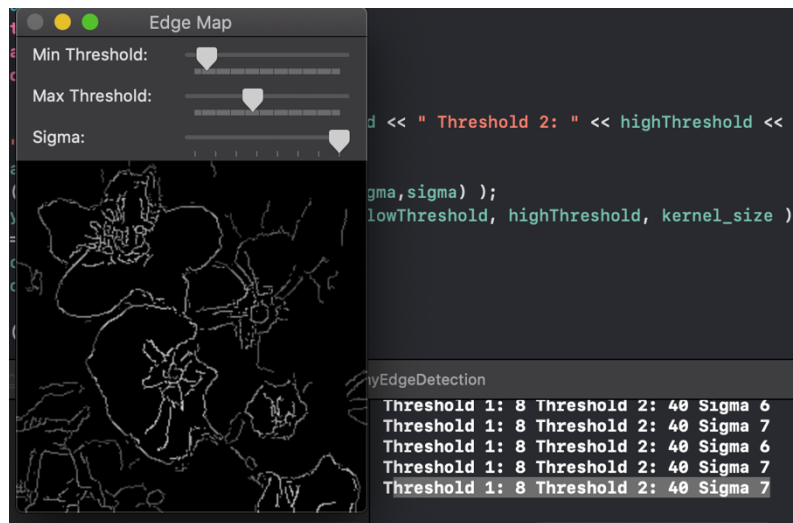 Edge Map
Min Threshold:
Max Threshold:
Sigma:
d << " Threshold 2: " << highThreshold <<
gma,sigma) );
lowThreshold, highThreshold, kernel_size )
nyEdgeDetection
Threshold 1: 8 Threshold 2: 40 Sigma 6
Threshold 1: 8 Threshold 2: 40 Sigma 7
Threshold 1: 8 Threshold 2: 40 Sigma 6
Threshold 1: 8 Threshold 2: 40 Sigma 7
Threshold 1: 8 Threshold 2: 40 Sigma 7